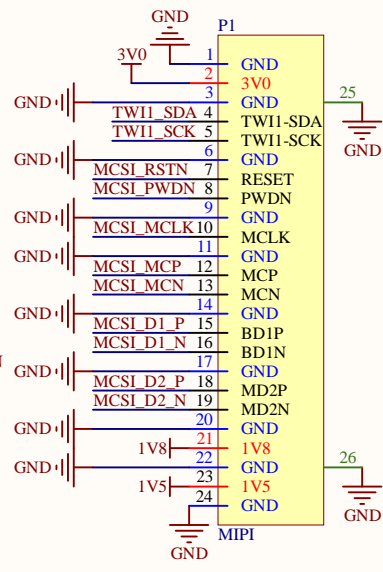 GND
P1
3V0
1 GND
2 3V0
GND 3 GND 25
TWI1_SDA 4 TWI1-SDA
TWI1_SCK 5 TWI1-SCK
GND
GND 6 GND
MCSI_RSTN 7 RESET
MCSI_PWDN 8 PWDN
GND 9 GND
MCSI_MCLK 10 MCLK
GND 11 GND
MCSI_MCP 12 MCP
MCSI_MCN 13 MCN
GND 14 GND
MCSI_D1_P 15 BD1P
MCSI_D1_N 16 BD1N
GND 17 GND
MCSI_D2_P 18 MD2P
MCSI_D2_N 19 MD2N
GND 20 GND
1V8 21 1V8
GND 22 GND 26
1V5 23 1V5
24 GND
GND
MIPI
GND